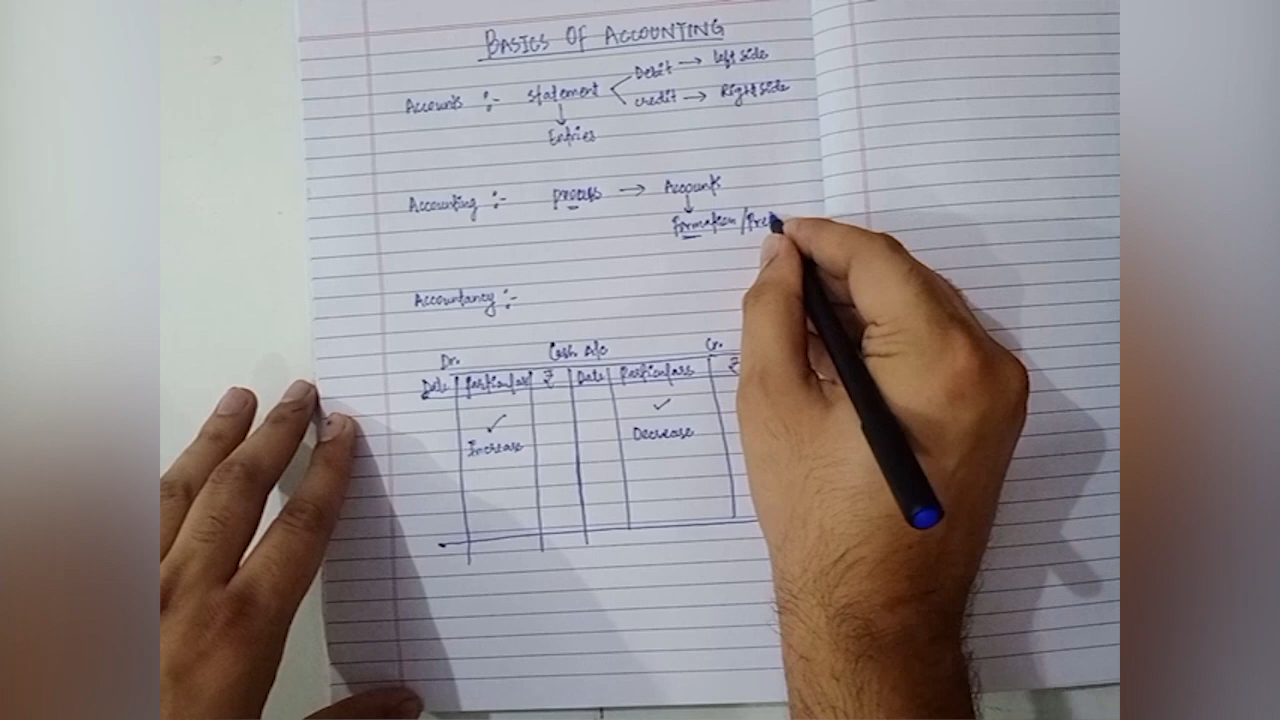 BASICS OF ACCOUNTING
Debit → left side
Accounts :- Statement
credit → Right side
Entries
Accounting :- process → Accounts
Formation / Prep
Accountancy :-
Dr. Cash A/c Cr.
Date Particulars ₹ Date Particulars ₹
✓ ✓
Increase Decrease